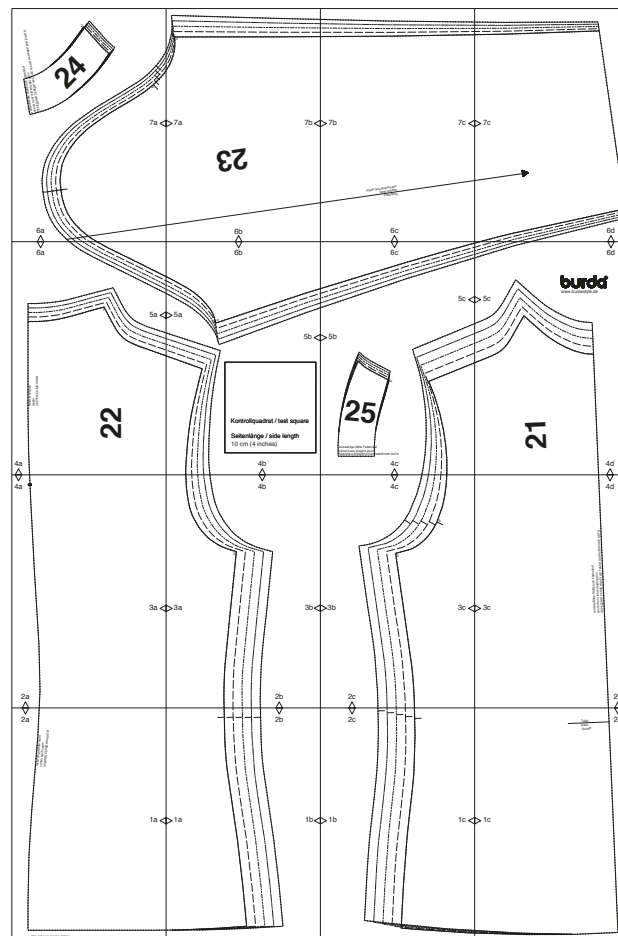 24
7a 7a
7b 7b
7c 7c
23
6a
6b
6c
6d
6a
6b
6c
6d
burda
www.burdastyle.de
5a 5a
5b 5b
5c 5c
22
25
21
Kontrollquadrat / test square
Seitenlänge / side length
10 cm (4 inches)
4a
4b
4c
4d
4a
4b
4c
4d
3a 3a
3b 3b
3c 3c
2a
2b
2c
2a
2b
2c
1a 1a
1b 1b
1c 1c